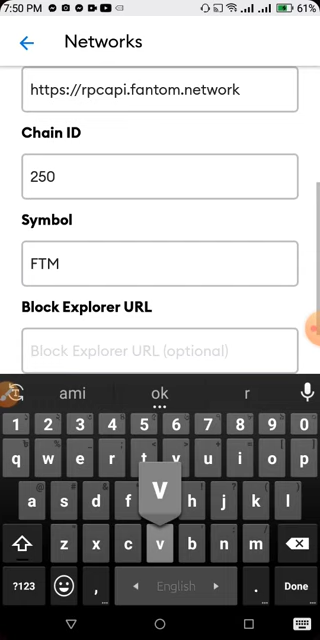 7:50 PM 61%
Networks
https://rpcapi.fantom.network
Chain ID
250
Symbol
FTM
Block Explorer URL
Block Explorer URL (optional)
ami ok r
1 2 3 4 5 6 7 8 9 0
q w e r t y u i o p
a s d f v h j k l
z x c v b n m
?123 , English . Done